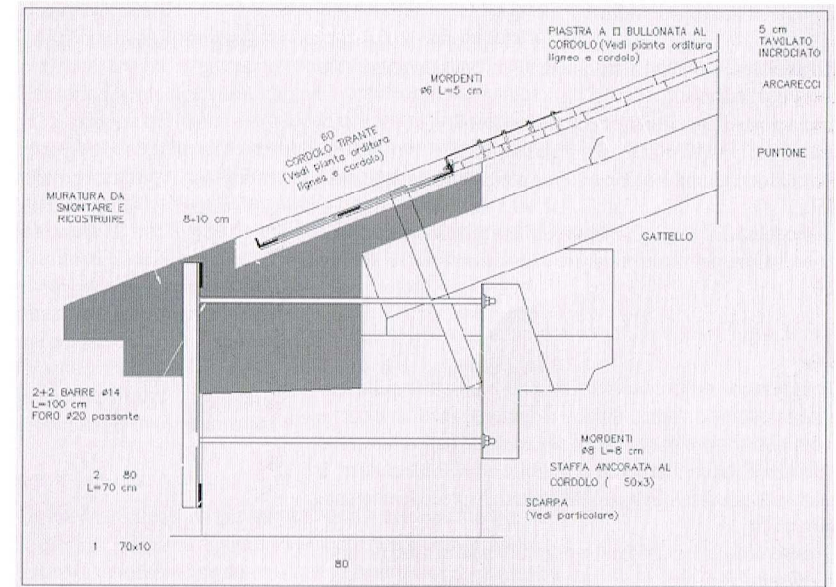 PIASTRA A □ BULLONATA AL
CORDOLO (Vedi pianta orditura
ligneo e cordolo)
5 cm
TAVOLATO
INCROCIATO
MORDENTI
ø6 L=5 cm
ARCARECCI
60
CORDOLO TIRANTE
(Vedi pianta orditura
ligneo e cordolo)
PUNTONE
MURATURA DA
SMONTARE E
RICOSTRUIRE
8÷10 cm
GATTELLO
2+2 BARRE ø14
L=100 cm
FORO ø20 passante
MORDENTI
ø8 L=8 cm
STAFFA ANCORATA AL
CORDOLO ( 50x3)
2 80
L=70 cm
SCARPA
(Vedi particolare)
1 70x10
80